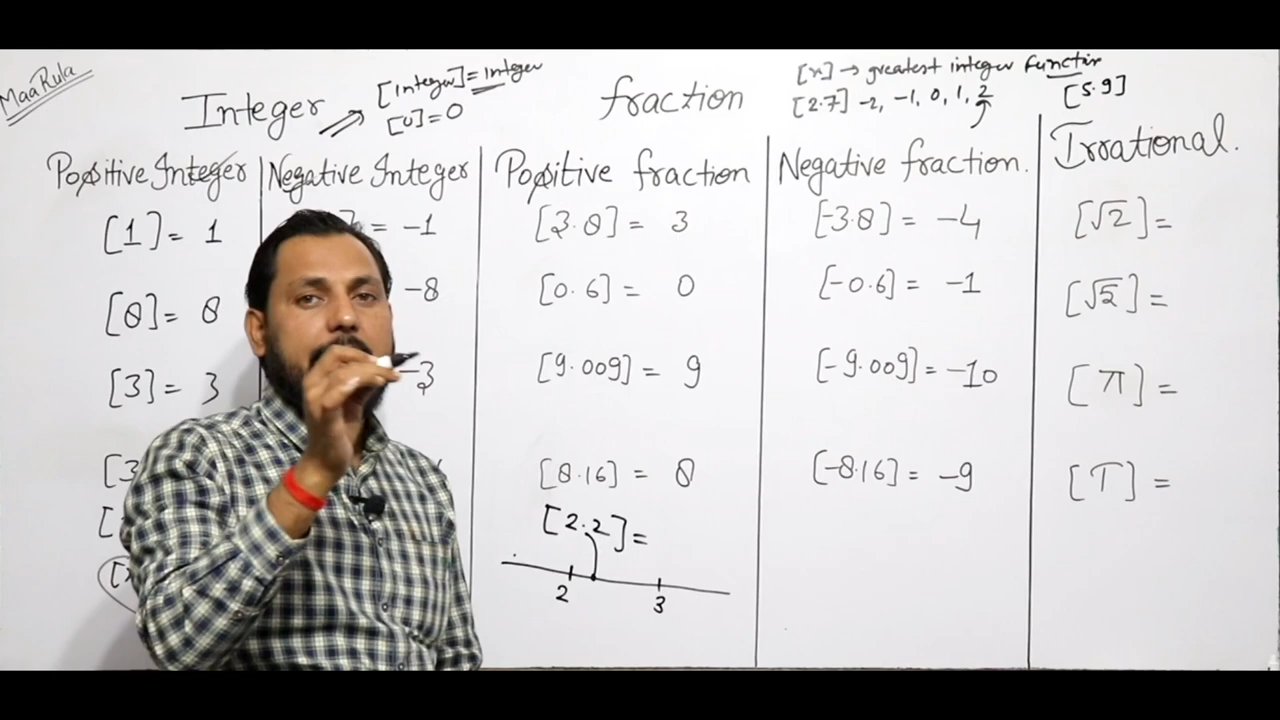 MaaRula
[integer] = integer
[0] = 0
Integer
fraction
[x] → greatest integer function
[2.7] -2, -1, 0, 1, 2
[5.9]
Positive Integer
Negative Integer
Positive fraction
Negative fraction.
Irrational.
[1] = 1
= -1
[3.8] = 3
[-3.8] = -4
[√2] =
[8] = 8
-8
[0.6] = 0
[-0.6] = -1
[√5] =
[3] = 3
-3
[9.009] = 9
[-9.009] = -10
[π] =
[3
[8.16] = 8
[-8.16] = -9
[π] =
[2.2] =
2
3